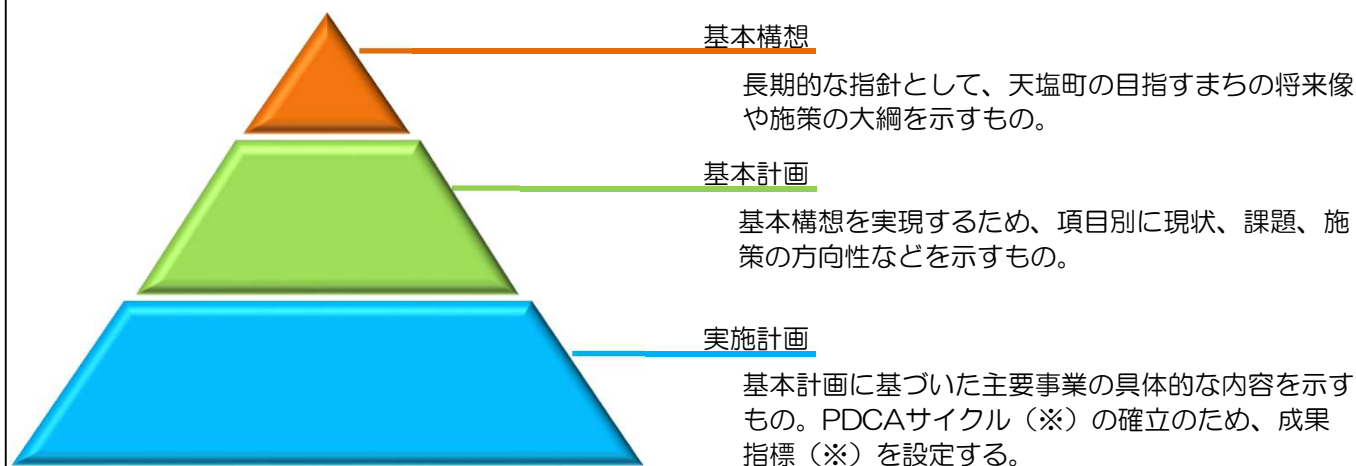 基本構想
長期的な指針として、天塩町の目指すまちの将来像
や施策の大綱を示すもの。
基本計画
基本構想を実現するため、項目別に現状、課題、施
策の方向性などを示すもの。
実施計画
基本計画に基づいた主要事業の具体的な内容を示す
もの。PDCAサイクル（※）の確立のため、成果
指標（※）を設定する。